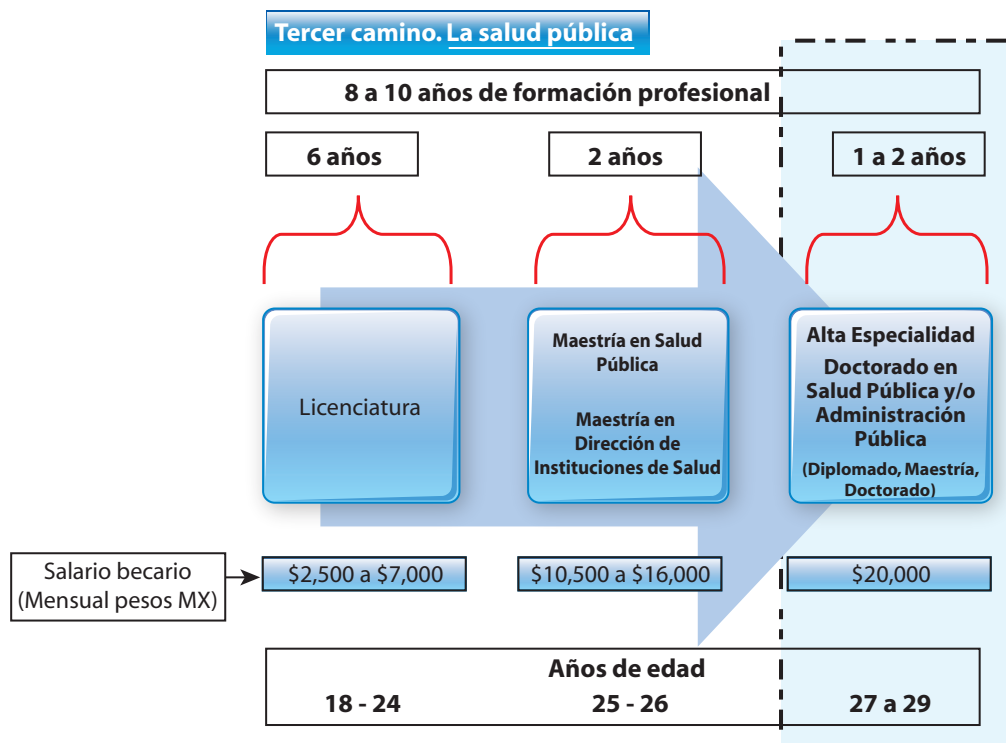 Tercer camino. La salud pública
8 a 10 años de formación profesional
6 años
2 años
1 a 2 años
Licenciatura
Maestría en Salud
Pública
Maestría en
Dirección de
Instituciones de Salud
Alta Especialidad
Doctorado en
Salud Pública y/o
Administración
Pública
(Diplomado, Maestría,
Doctorado)
Salario becario
(Mensual pesos MX)
$2,500 a $7,000
$10,500 a $16,000
$20,000
Años de edad
18 - 24
25 - 26
27 a 29